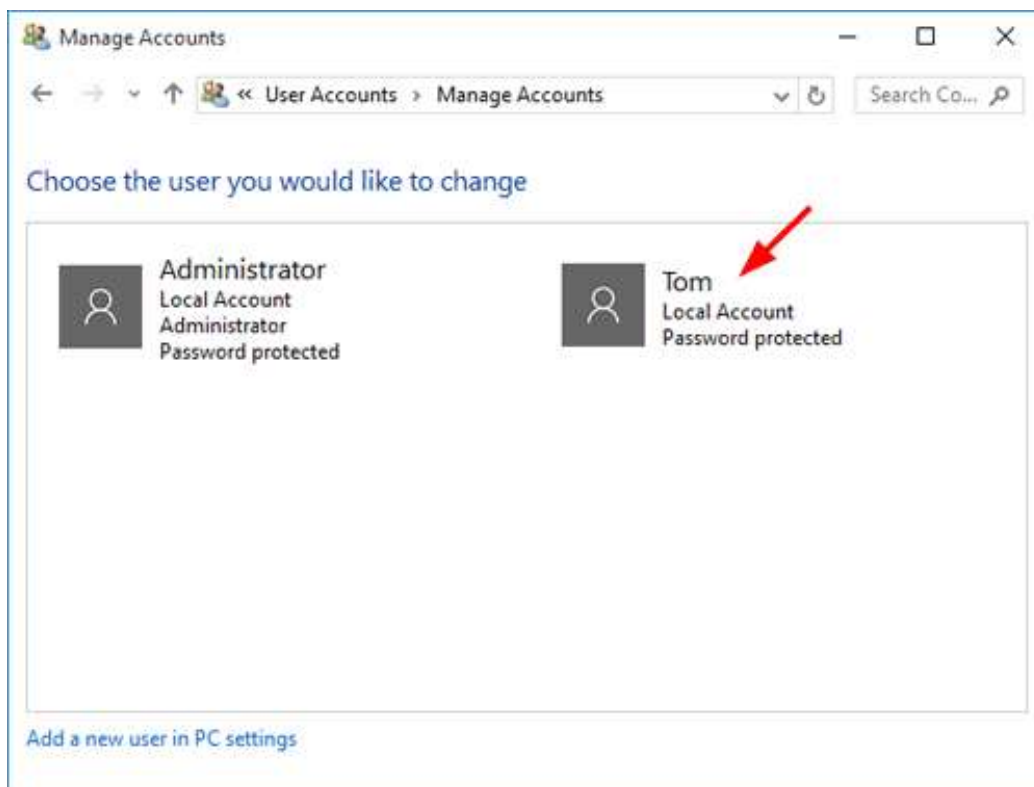 Manage Accounts
« User Accounts › Manage Accounts
Search Co...
Choose the user you would like to change
Administrator
Local Account
Administrator
Password protected
Tom
Local Account
Password protected
Add a new user in PC settings